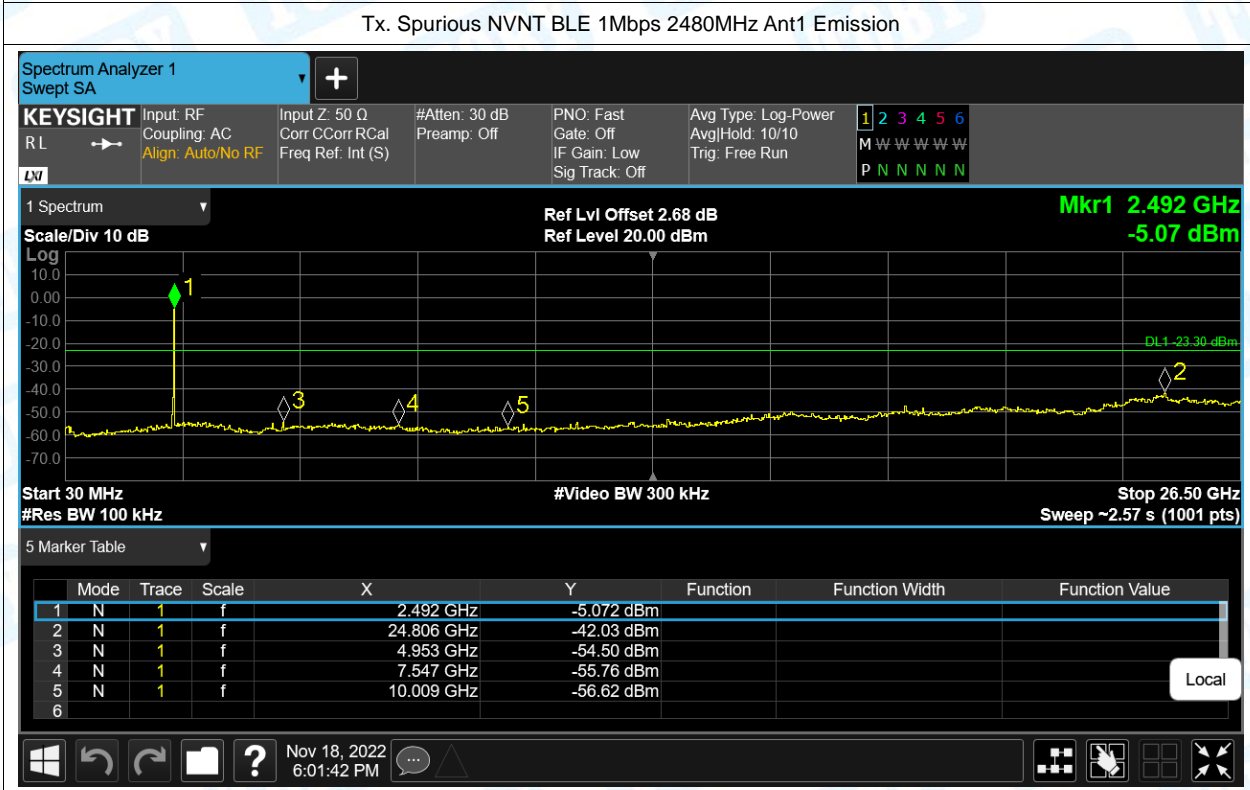 Tx. Spurious NVNT BLE 1Mbps 2480MHz Ant1 Emission
Spectrum Analyzer 1
Swept SA
KEYSIGHT
R L
LXI
Input: RF
Coupling: AC
Align: Auto/No RF
Input Z: 50 Ω
Corr CCorr RCal
Freq Ref: Int (S)
#Atten: 30 dB
Preamp: Off
PNO: Fast
Gate: Off
IF Gain: Low
Sig Track: Off
Avg Type: Log-Power
Avg|Hold: 10/10
Trig: Free Run
1 2 3 4 5 6
M W W W W W
P N N N N N
1 Spectrum
Scale/Div 10 dB
Ref Lvl Offset 2.68 dB
Ref Level 20.00 dBm
Mkr1 2.492 GHz
-5.07 dBm
Log
10.0
0.00
-10.0
-20.0
-30.0
-40.0
-50.0
-60.0
-70.0
1
DL1 -23.30 dBm
2
3
4
5
Start 30 MHz
#Res BW 100 kHz
#Video BW 300 kHz
Stop 26.50 GHz
Sweep ~2.57 s (1001 pts)
5 Marker Table
Mode Trace Scale X Y Function Function Width Function Value
1 N 1 f 2.492 GHz -5.072 dBm
2 N 1 f 24.806 GHz -42.03 dBm
3 N 1 f 4.953 GHz -54.50 dBm
4 N 1 f 7.547 GHz -55.76 dBm
5 N 1 f 10.009 GHz -56.62 dBm
6
Local
?
Nov 18, 2022
6:01:42 PM